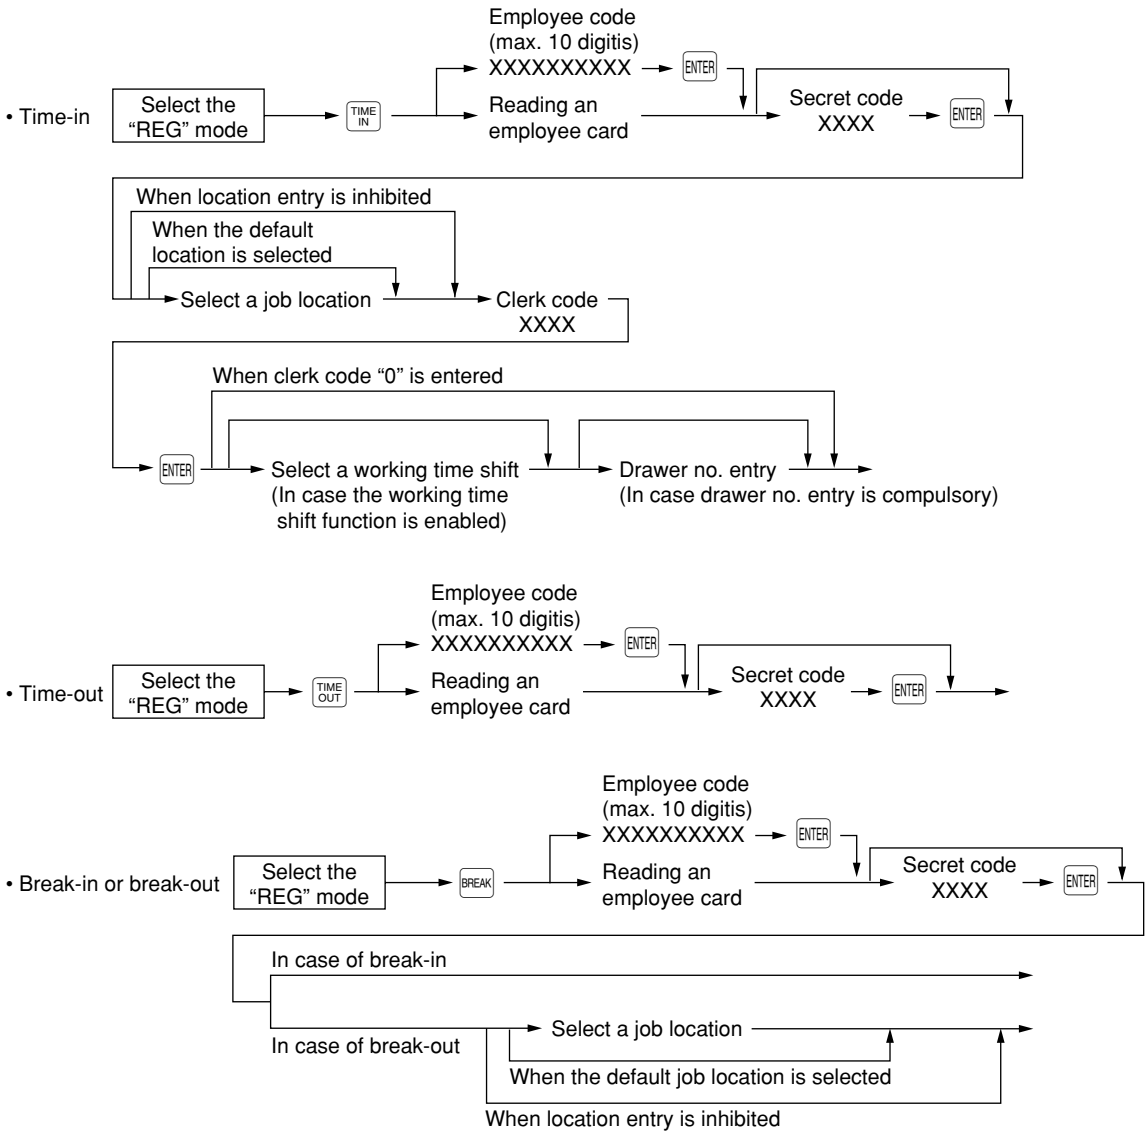 Employee code
(max. 10 digitis)
XXXXXXXXXX
ENTER
• Time-in
Select the
“REG” mode
TIME
IN
Reading an
employee card
Secret code
XXXX
ENTER
When location entry is inhibited
When the default
location is selected
Select a job location
Clerk code
XXXX
When clerk code “0” is entered
ENTER
Select a working time shift
(In case the working time
shift function is enabled)
Drawer no. entry
(In case drawer no. entry is compulsory)
Employee code
(max. 10 digitis)
XXXXXXXXXX
ENTER
• Time-out
Select the
“REG” mode
TIME
OUT
Reading an
employee card
Secret code
XXXX
ENTER
Employee code
(max. 10 digitis)
XXXXXXXXXX
ENTER
• Break-in or break-out
Select the
“REG” mode
BREAK
Reading an
employee card
Secret code
XXXX
ENTER
In case of break-in
Select a job location
In case of break-out
When the default job location is selected
When location entry is inhibited